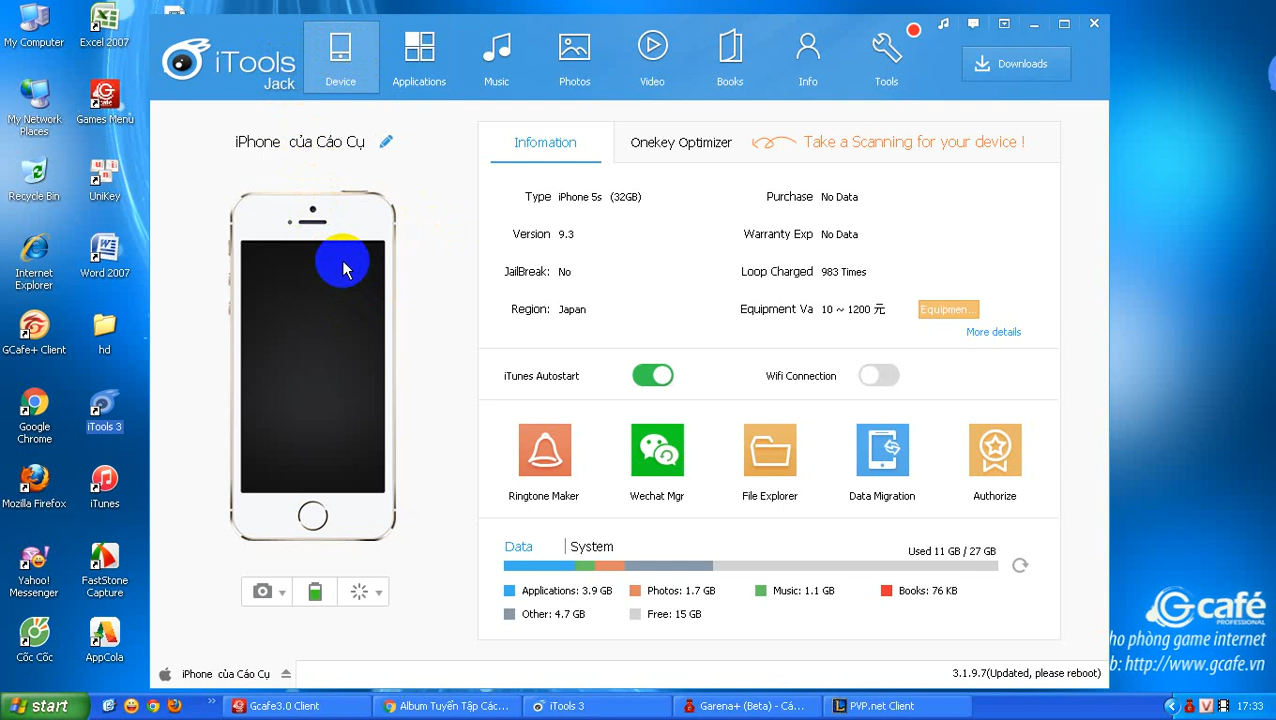 My Computer
Excel 2007
My Network Places
Games Menu
Recycle Bin
UniKey
Internet Explorer
Word 2007
GCafe+ Client
hd
Google Chrome
iTools 3
Mozilla Firefox
iTunes
Yahoo! Messenger
FastStone Capture
Cốc Cốc
AppCola
iTools
Jack
Device
Applications
Music
Photos
Video
Books
Info
Tools
Downloads
iPhone của Cáo Cụ
Infomation
Onekey Optimizer
Take a Scanning for your device !
Type iPhone 5s (32GB)
Purchase No Data
Version 9.3
Warranty Exp No Data
JailBreak: No
Loop Charged 983 Times
Region: Japan
Equipment Va 10 ~ 1200 元
Equipmen...
More details
iTunes Autostart
Wifi Connection
Ringtone Maker
Wechat Mgr
File Explorer
Data Migration
Authorize
Data
System
Used 11 GB / 27 GB
Applications: 3.9 GB
Photos: 1.7 GB
Music: 1.1 GB
Books: 76 KB
Other: 4.7 GB
Free: 15 GB
iPhone của Cáo Cụ
3.1.9.7(Updated, please reboot)
Gcafé
PROFESSIONAL
ho phòng game internet
b: http://www.gcafe.vn
start
Gcafe3.0 Client
Album Tuyển Tập Các...
iTools 3
Garena+ (Beta) - Cá...
PVP.net Client
17:33